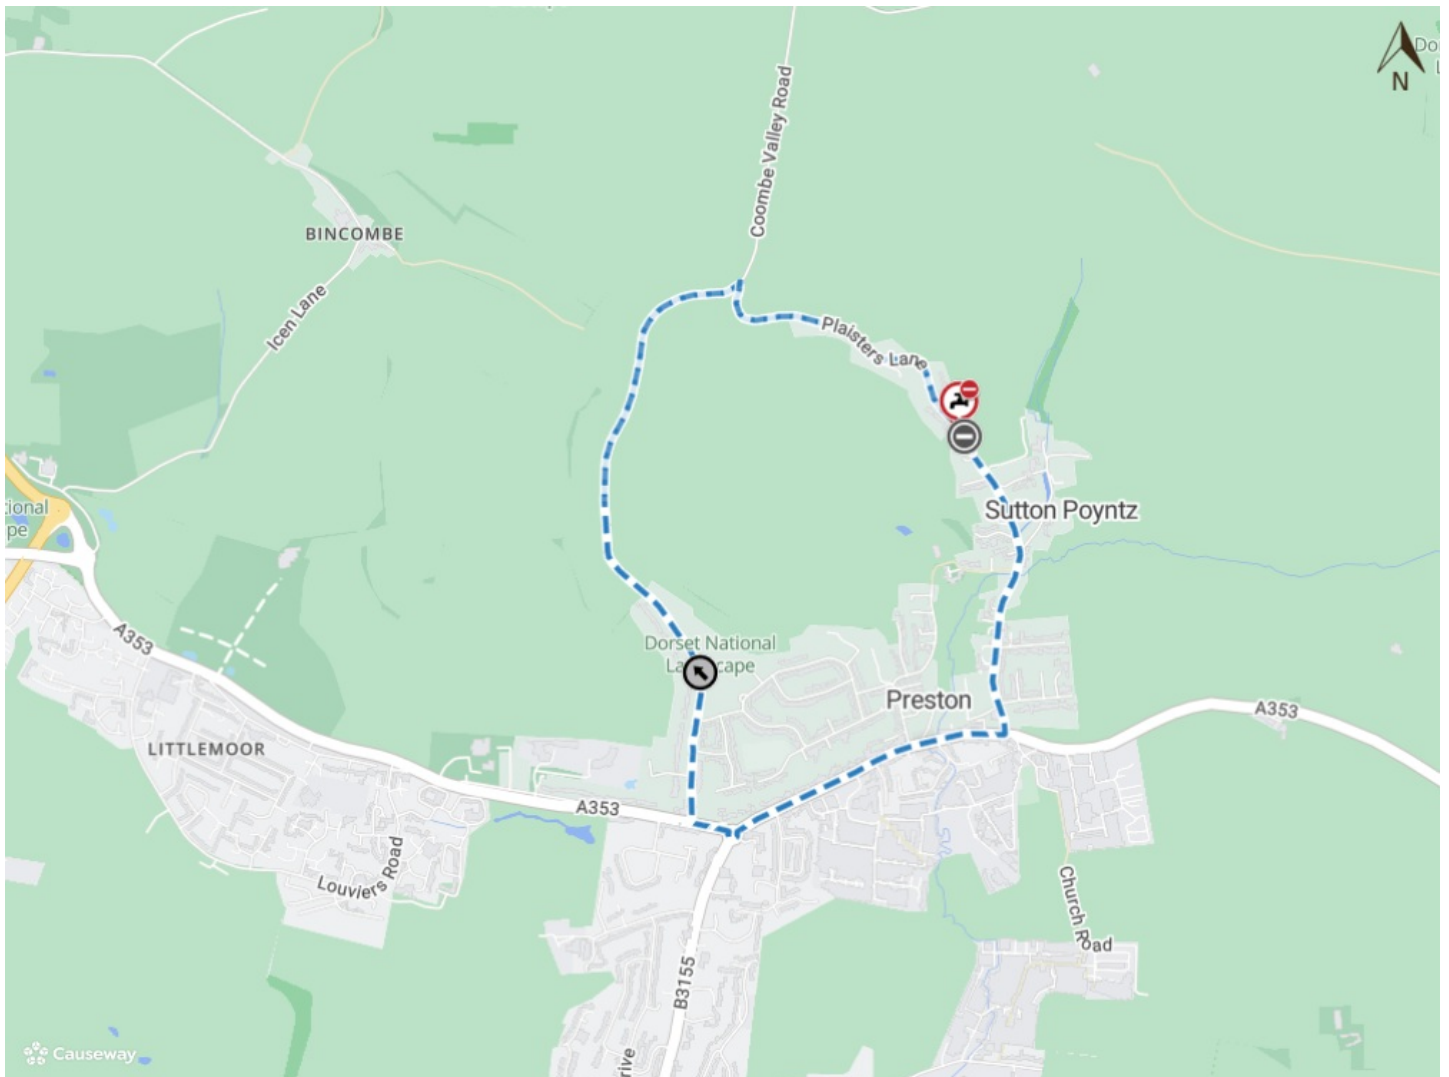 Coombe Valley Road
N
BINCOMBE
Icen Lane
Plaisters Lane
Sutton Poyntz
A353
Dorset National
Preston
A353
LITTLEMOOR
A353
Louviers Road
Church Road
B3155
Causeway